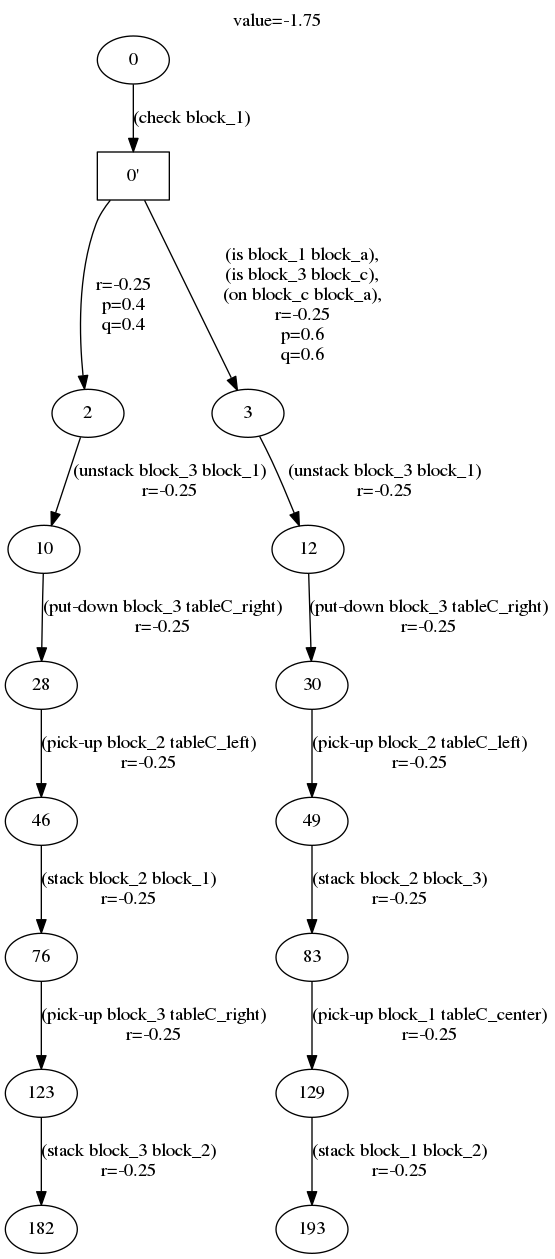 value=-1.75
0
(check block_1)
0'
(is block_1 block_a),
(is block_3 block_c),
(on block_c block_a),
r=-0.25
p=0.6
q=0.6
r=-0.25
p=0.4
q=0.4
2
3
(unstack block_3 block_1)
r=-0.25
(unstack block_3 block_1)
r=-0.25
10
12
(put-down block_3 tableC_right)
r=-0.25
(put-down block_3 tableC_right)
r=-0.25
28
30
(pick-up block_2 tableC_left)
r=-0.25
(pick-up block_2 tableC_left)
r=-0.25
46
49
(stack block_2 block_1)
r=-0.25
(stack block_2 block_3)
r=-0.25
76
83
(pick-up block_3 tableC_right)
r=-0.25
(pick-up block_1 tableC_center)
r=-0.25
123
129
(stack block_3 block_2)
r=-0.25
(stack block_1 block_2)
r=-0.25
182
193